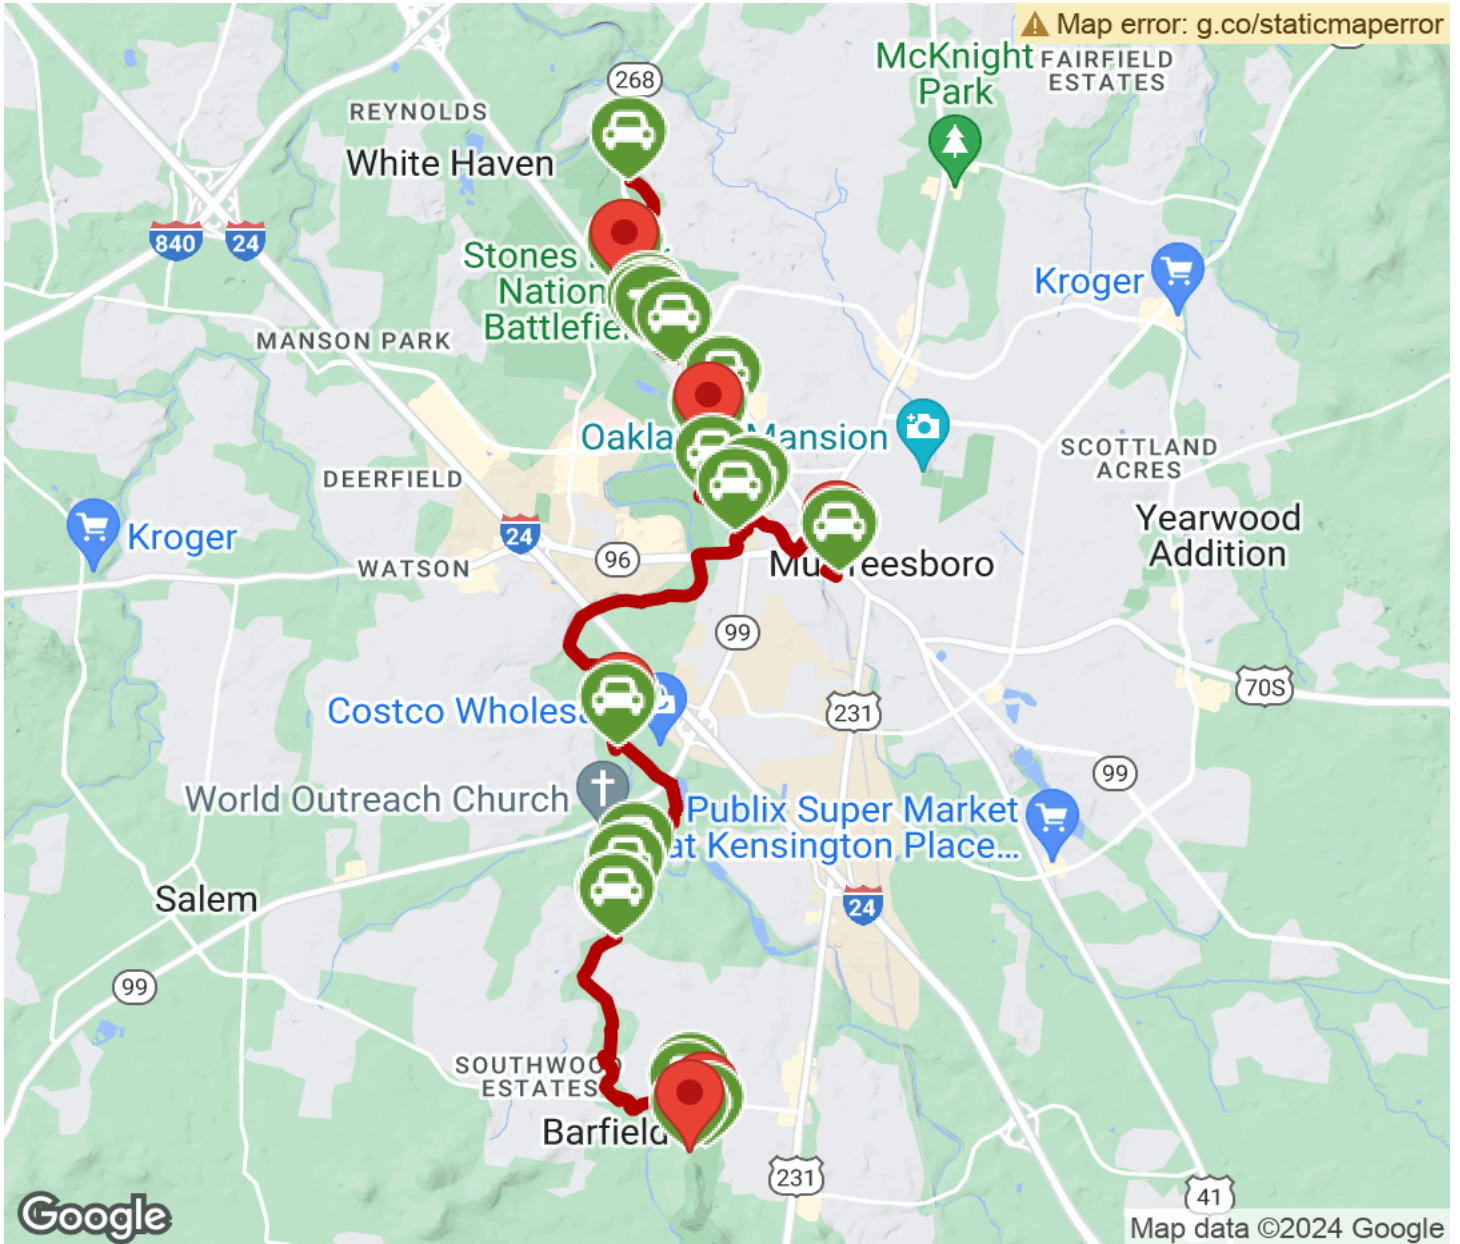 Map error: g.co/staticmaperror
McKnight
Park
FAIRFIELD
ESTATES
268
REYNOLDS
White Haven
840
24
Stones
Nation
Battlefie
Kroger
MANSON PARK
Oakla Mansion
SCOTTLAND
ACRES
DEERFIELD
Kroger
24
96
WATSON
Yearwood
Addition
Mu reesboro
99
70S
Costco Wholes
231
99
World Outreach Church
Publix Super Market
at Kensington Place...
Salem
24
99
SOUTHWOO
ESTATES
Barfield
231
41
Google
Map data ©2024 Google